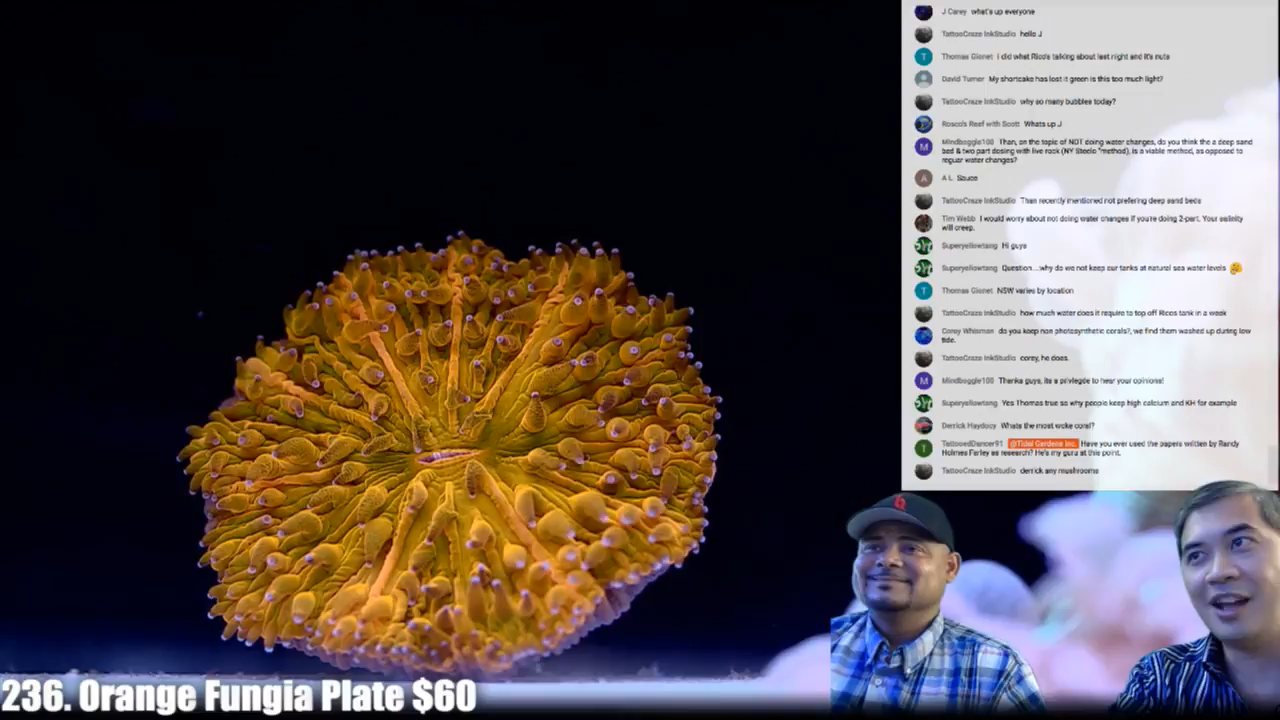 J Carey what's up everyone
TattooCraze InkStudio hello J
Thomas Gionet I did what Rico's talking about last night and it's nuts
David Turner My shortcake has lost it green is this too much light?
TattooCraze InkStudio why so many bubbles today?
Rosco's Reef with Scott Whats up J
M Mindboggle108 Than, on the topic of NOT doing water changes, do you think the a deep sand
bed & two part dosing with live rock (NY Steelo "method), is a viable method, as opposed to
reguar water changes?
A A L Sauce
TattooCraze InkStudio Than recently mentioned not prefering deep sand beds
Tim Webb I would worry about not doing water changes if you're doing 2-part. Your salinity
will creep.
Superyellowtang Hi guys
Superyellowtang Question....why do we not keep our tanks at natural sea water levels
T Thomas Gionet NSW varies by location
TattooCraze InkStudio how much water does it require to top off Ricos tank in a week
Corey Whisman do you keep non photosynthetic corals?, we find them washed up during low
tide.
TattooCraze InkStudio corey, he does.
M Mindboggle108 Thanks guys, its a privlegde to hear your opinions!
Superyellowtang Yes Thomas true so why people keep high calcium and KH for example
Derrick Haydocy Whats the most woke coral?
T TattooedDancer91 @Tidal Gardens Inc. Have you ever used the papers written by Randy
Holmes Farley as research? He's my guru at this point.
TattooCraze InkStudio derrick any mushrooms
236. Orange Fungia Plate $60